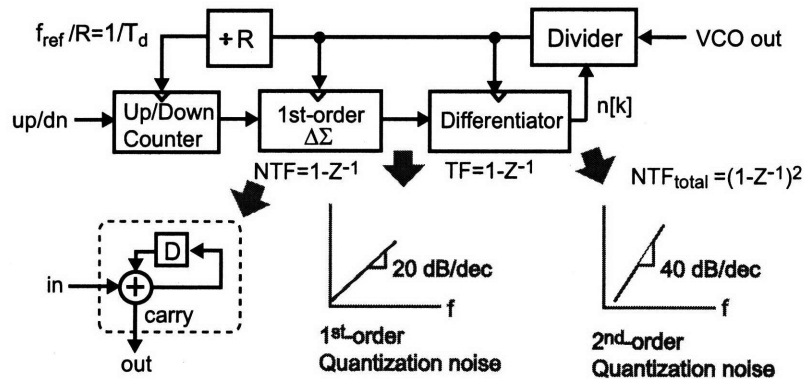 f_ref /R=1/T_d
÷ R
Divider
VCO out
up/dn
Up/Down
Counter
1st-order
ΔΣ
Differentiator
n[k]
NTF=1-Z⁻¹
TF=1-Z⁻¹
NTF_total =(1-Z⁻¹)²
D
in
+
carry
out
20 dB/dec
f
1st-order
Quantization noise
40 dB/dec
f
2nd-order
Quantization noise